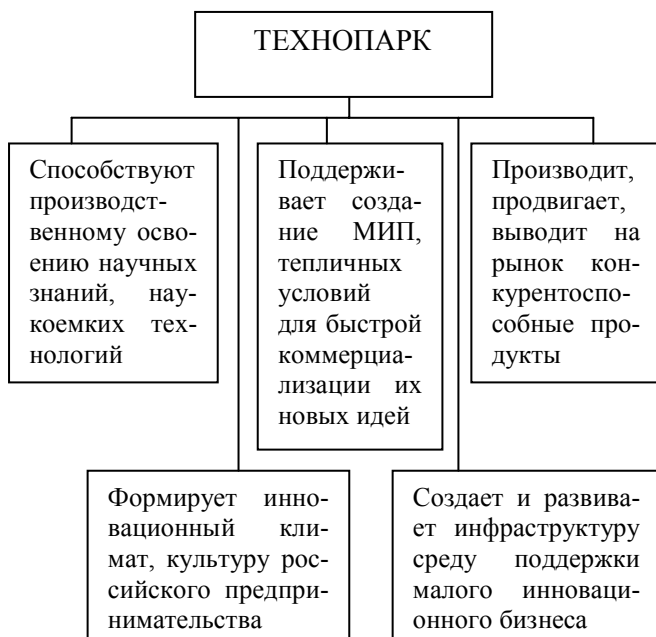 ТЕХНОПАРК
Способствуют
производст-
венному осво-
ению научных
знаний, нау-
коемких тех-
нологий
Поддержи-
вает созда-
ние МИП,
тепличных
условий
для быстрой
коммерциа-
лизации их
новых идей
Производит,
продвигает,
выводит на
рынок кон-
курентоспо-
собные про-
дукты
Формирует инно-
вационный кли-
мат, культуру рос-
сийского предпри-
нимательства
Создает и развива-
ет инфраструктуру
среду поддержки
малого инноваци-
онного бизнеса